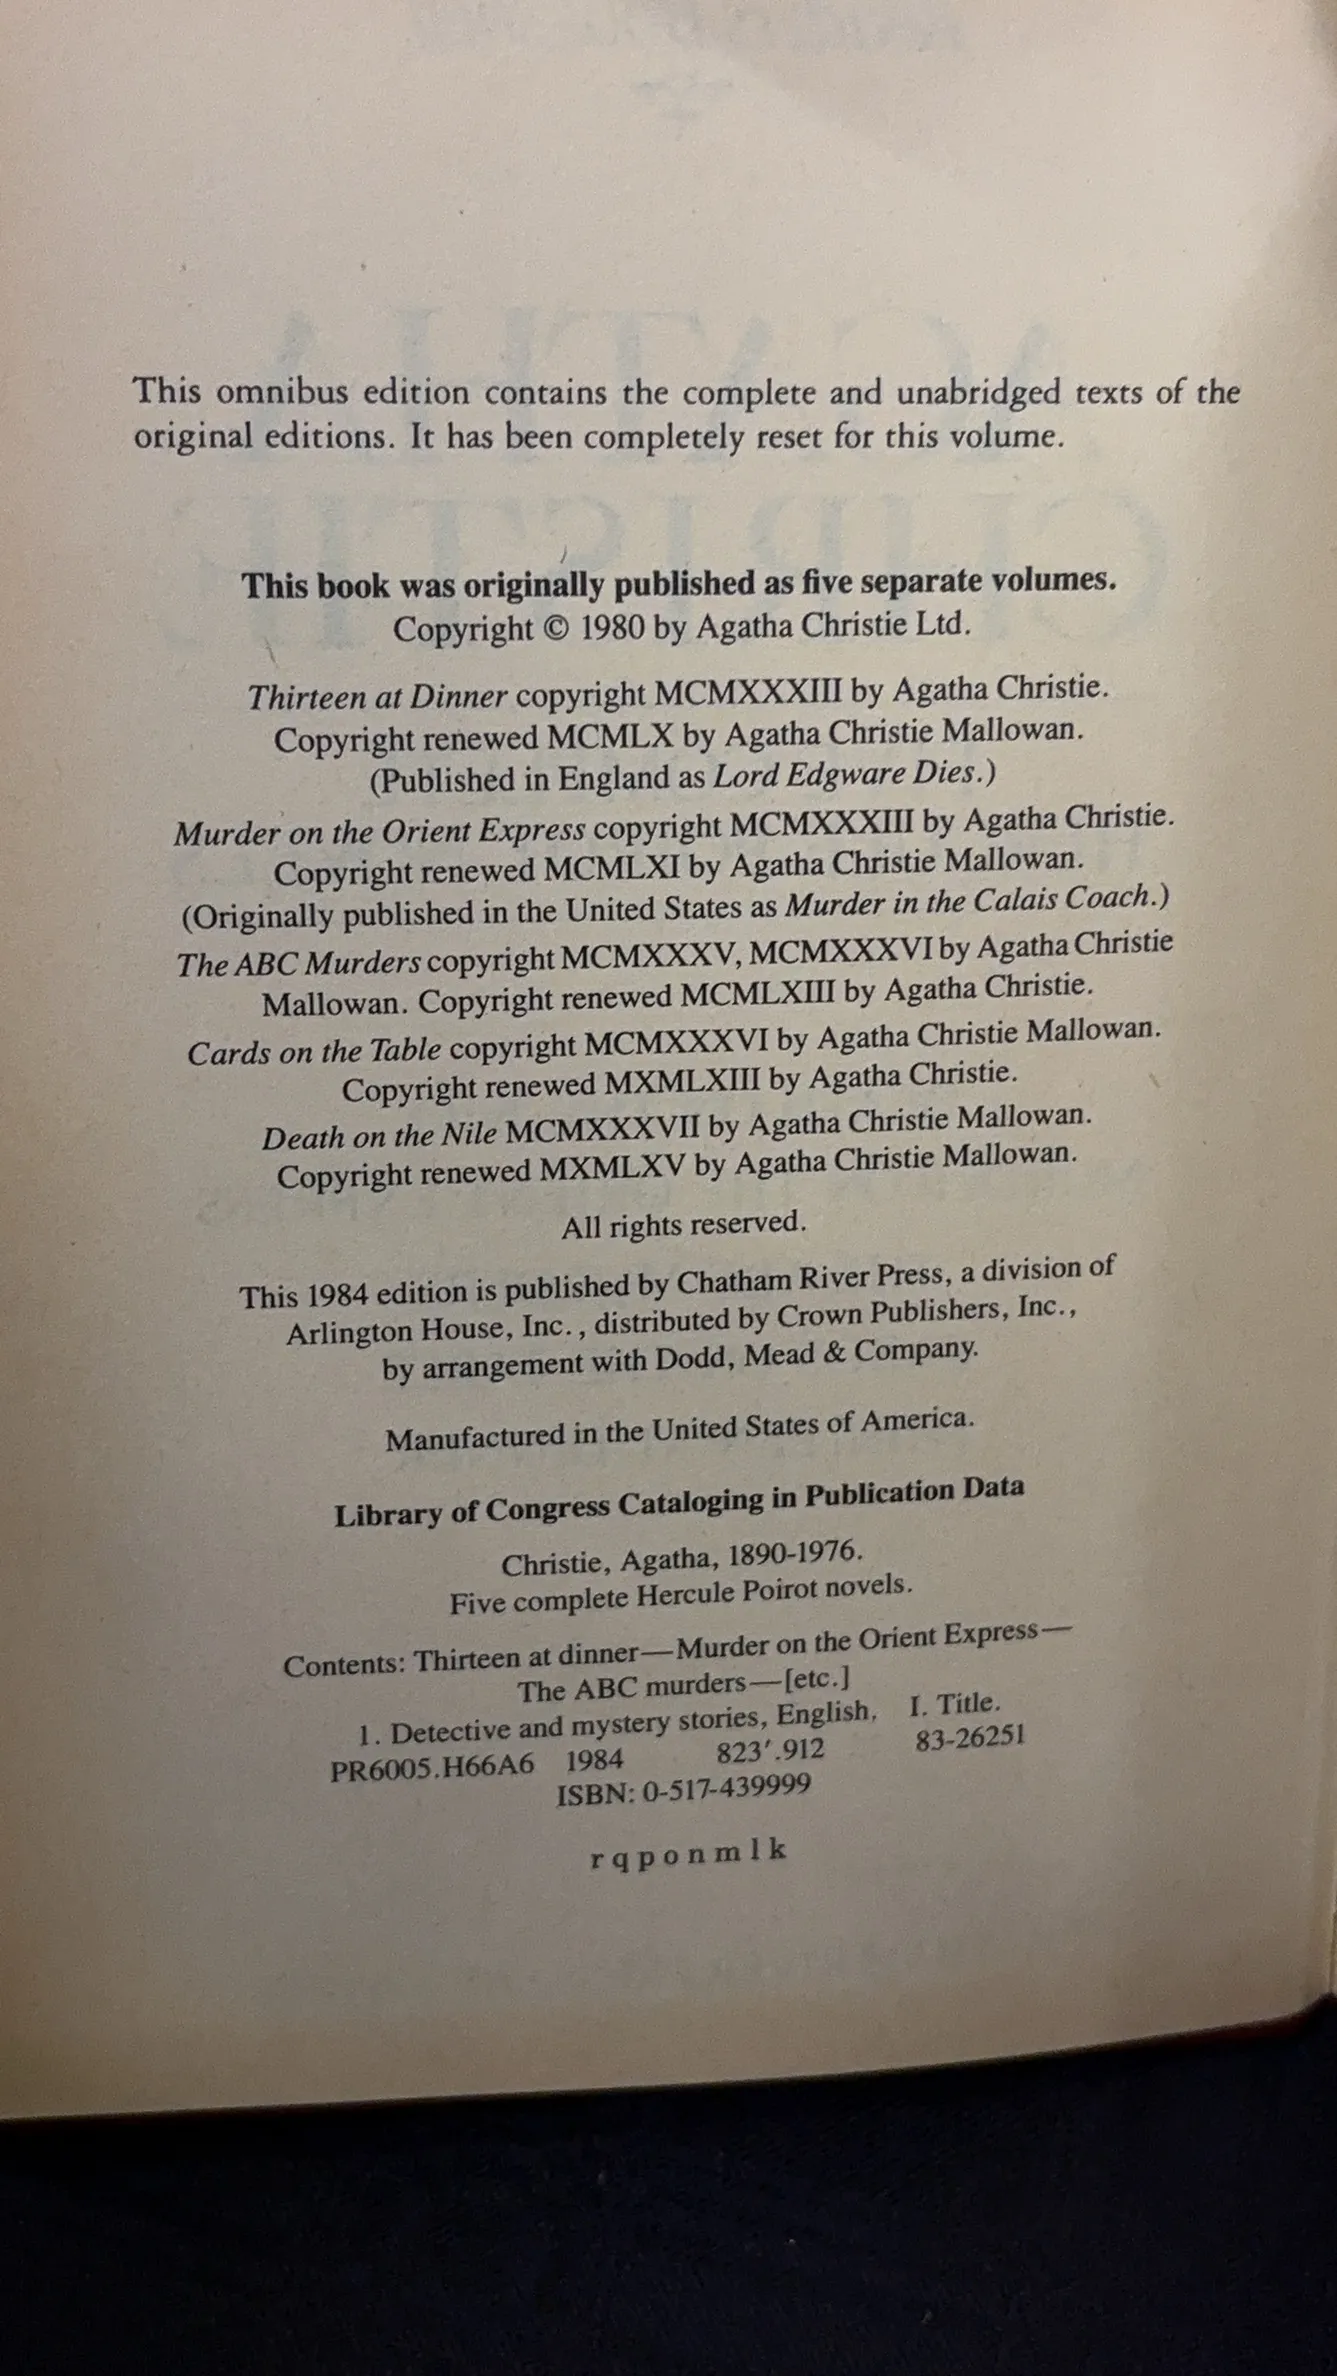 This omnibus edition contains the complete and unabridged texts of the
original editions. It has been completely reset for this volume.
This book was originally published as five separate volumes.
Copyright © 1980 by Agatha Christie Ltd.
Thirteen at Dinner copyright MCMXXXIII by Agatha Christie.
Copyright renewed MCMLX by Agatha Christie Mallowan.
(Published in England as Lord Edgware Dies.)
Murder on the Orient Express copyright MCMXXXIII by Agatha Christie.
Copyright renewed MCMLXI by Agatha Christie Mallowan.
(Originally published in the United States as Murder in the Calais Coach.)
The ABC Murders copyright MCMXXXV, MCMXXXVI by Agatha Christie
Mallowan. Copyright renewed MCMLXIII by Agatha Christie.
Cards on the Table copyright MCMXXXVI by Agatha Christie Mallowan.
Copyright renewed MXMLXIII by Agatha Christie.
Death on the Nile MCMXXXVII by Agatha Christie Mallowan.
Copyright renewed MXMLXV by Agatha Christie Mallowan.
All rights reserved.
This 1984 edition is published by Chatham River Press, a division of
Arlington House, Inc., distributed by Crown Publishers, Inc.,
by arrangement with Dodd, Mead & Company.
Manufactured in the United States of America.
Library of Congress Cataloging in Publication Data
Christie, Agatha, 1890-1976.
Five complete Hercule Poirot novels.
Contents: Thirteen at dinner—Murder on the Orient Express—
The ABC murders—[etc.]
1. Detective and mystery stories, English, I. Title.
PR6005.H66A6 1984 823′.912 83-26251
ISBN: 0-517-439999
r q p o n m l k